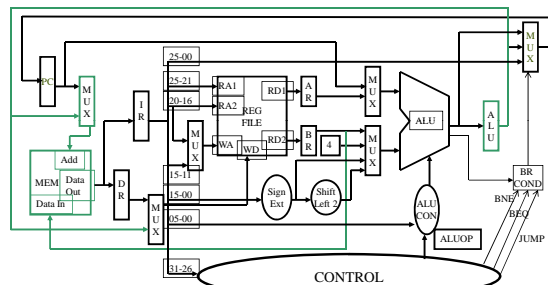 25-00
PC
M
U
X
25-21
RA1
RD1
A
R
M
U
X
20-16
RA2
REG
FILE
I
R
M
U
X
ALU
A
L
U
M
U
X
WA
WD
RD2
B
R
4
M
U
X
Add
MEM
Data
Out
Data In
D
R
M
U
X
15-11
15-00
05-00
Sign
Ext
Shift
Left 2
ALU
CON
ALUOP
BR
COND
BNE
BEQ
JUMP
31-26
CONTROL